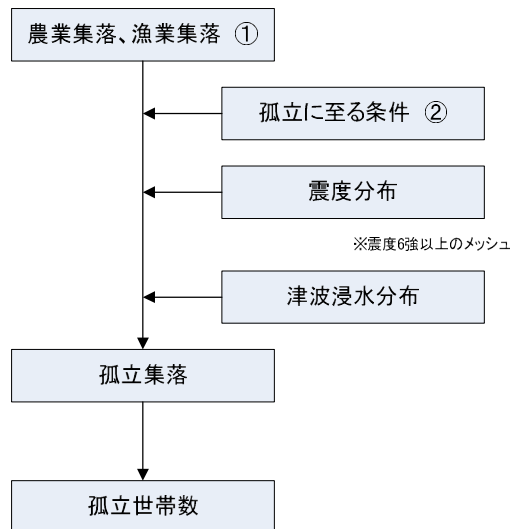 農業集落、漁業集落 ①
孤立に至る条件 ②
震度分布
※震度6強以上のメッシュ
津波浸水分布
孤立集落
孤立世帯数